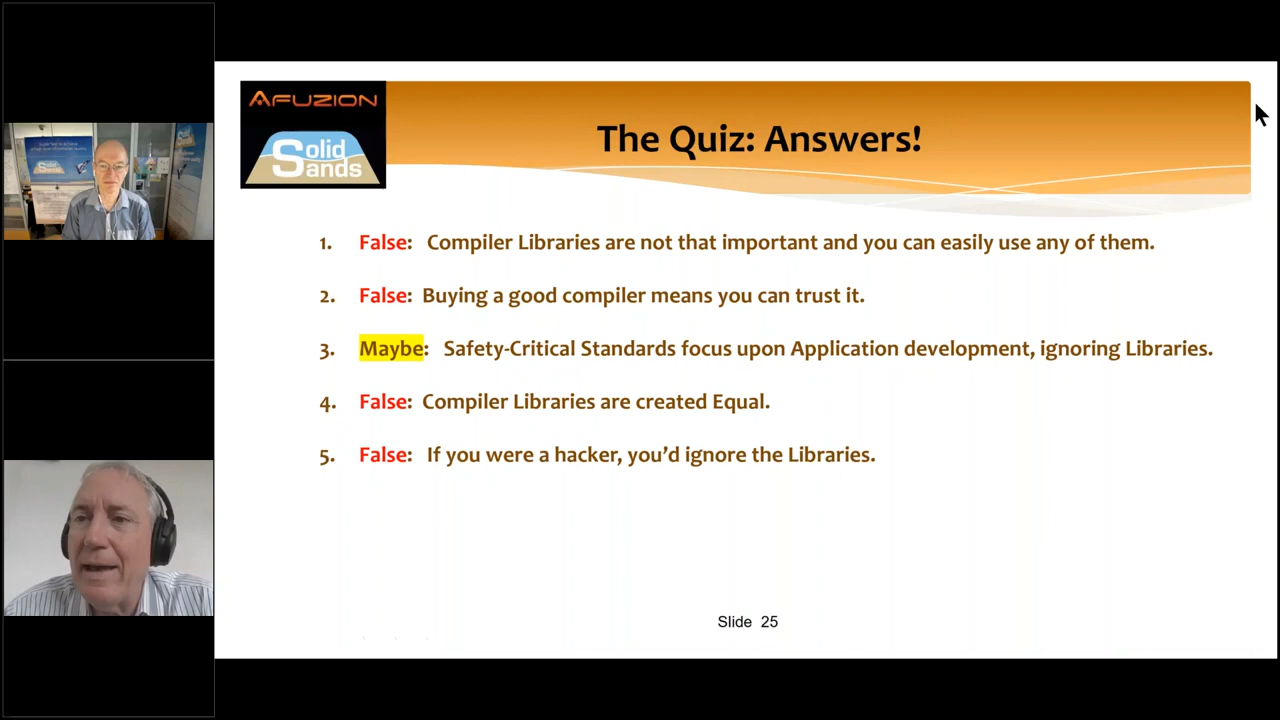 AFUZION
Solid Sands
The Quiz: Answers!
1. False: Compiler Libraries are not that important and you can easily use any of them.
2. False: Buying a good compiler means you can trust it.
3. Maybe: Safety-Critical Standards focus upon Application development, ignoring Libraries.
4. False: Compiler Libraries are created Equal.
5. False: If you were a hacker, you’d ignore the Libraries.
Slide 25